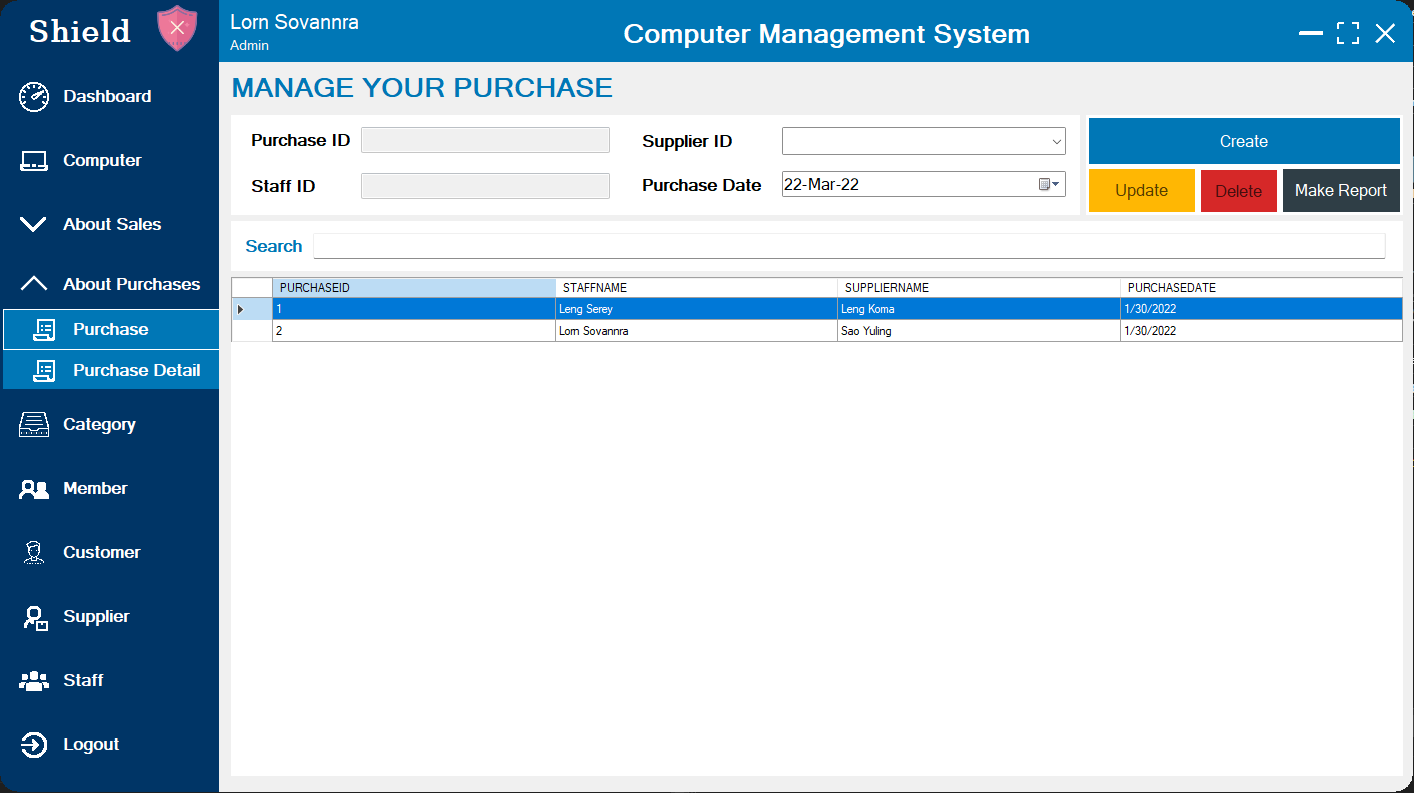 Shield
Lorn Sovannra
Admin
Computer Management System
Dashboard
Computer
About Sales
About Purchases
Purchase
Purchase Detail
Category
Member
Customer
Supplier
Staff
Logout
MANAGE YOUR PURCHASE
Purchase ID
Supplier ID
Staff ID
Purchase Date 22-Mar-22
Create
Update Delete Make Report
Search
PURCHASEID STAFFNAME SUPPLIERNAME PURCHASEDATE
1 Leng Serey Leng Koma 1/30/2022
2 Lorn Sovannra Sao Yuling 1/30/2022